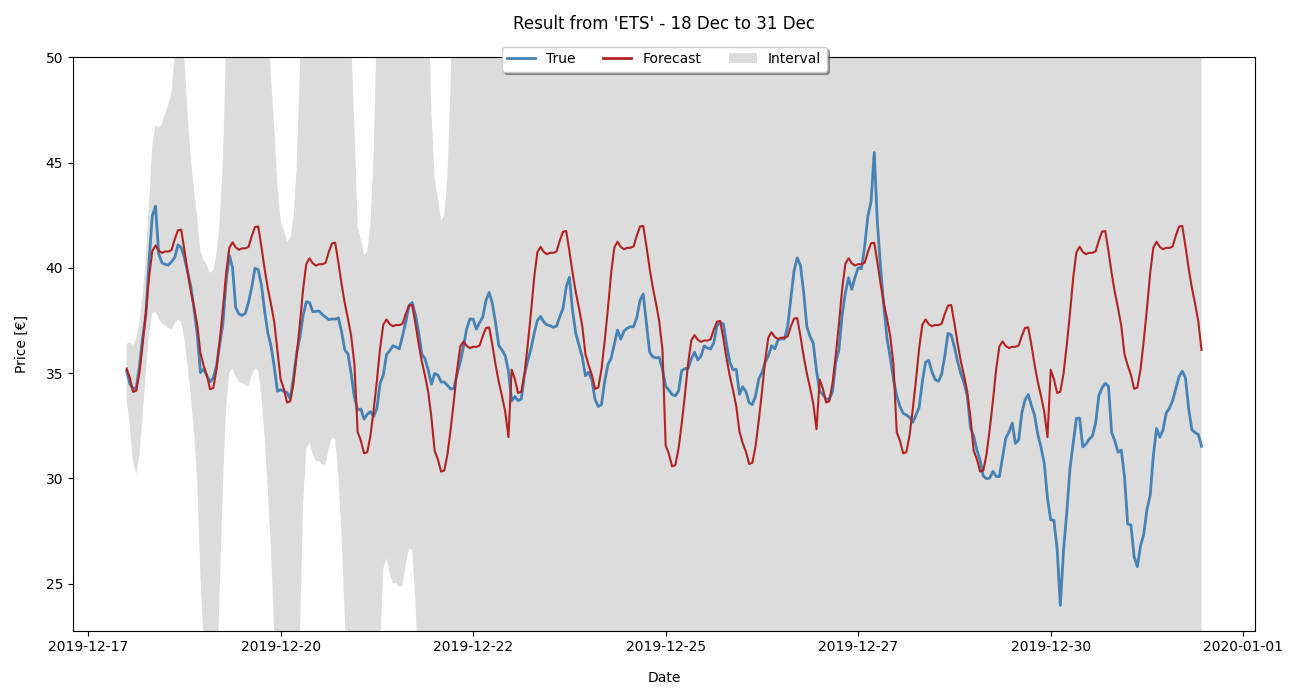 Result from 'ETS' - 18 Dec to 31 Dec
True Forecast Interval
50
45
40
35
30
25
Price [€]
2019-12-17 2019-12-20 2019-12-22 2019-12-25 2019-12-27 2019-12-30 2020-01-01
Date